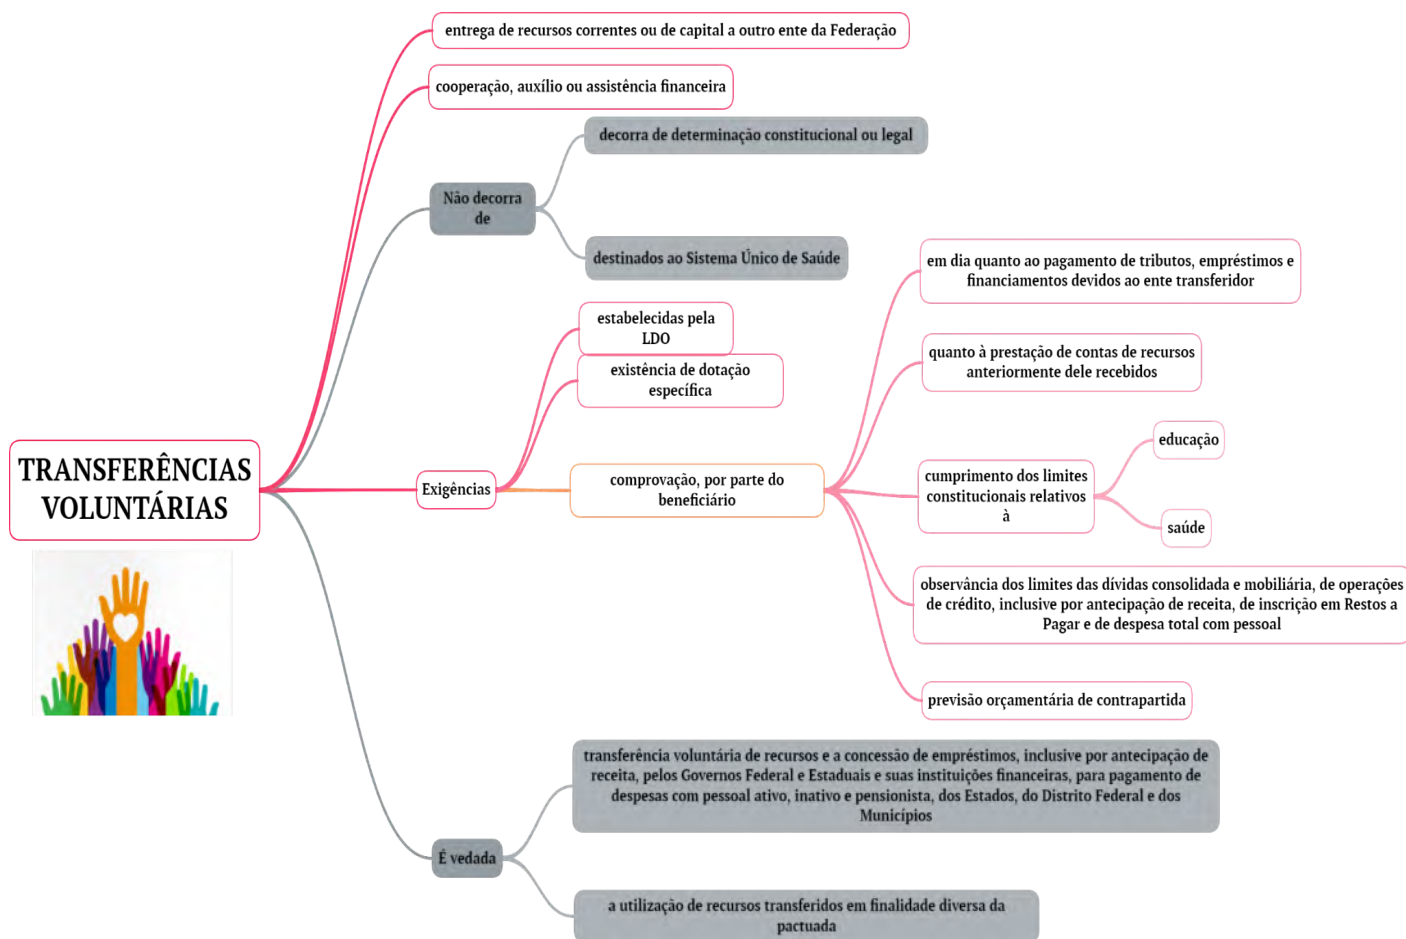 entrega de recursos correntes ou de capital a outro ente da Federação
cooperação, auxílio ou assistência financeira
decorra de determinação constitucional ou legal
Não decorra
de
destinados ao Sistema Único de Saúde
em dia quanto ao pagamento de tributos, empréstimos e
financiamentos devidos ao ente transferidor
estabelecidas pela
LDO
quanto à prestação de contas de recursos
anteriormente dele recebidos
existência de dotação
específica
educação
TRANSFERÊNCIAS
VOLUNTÁRIAS
Exigências
comprovação, por parte do
beneficiário
cumprimento dos limites
constitucionais relativos
à
saúde
observância dos limites das dívidas consolidada e mobiliária, de operações
de crédito, inclusive por antecipação de receita, de inscrição em Restos a
Pagar e de despesa total com pessoal
previsão orçamentária de contrapartida
transferência voluntária de recursos e a concessão de empréstimos, inclusive por antecipação de
receita, pelos Governos Federal e Estaduais e suas instituições financeiras, para pagamento de
despesas com pessoal ativo, inativo e pensionista, dos Estados, do Distrito Federal e dos
Municípios
É vedada
a utilização de recursos transferidos em finalidade diversa da
pactuada